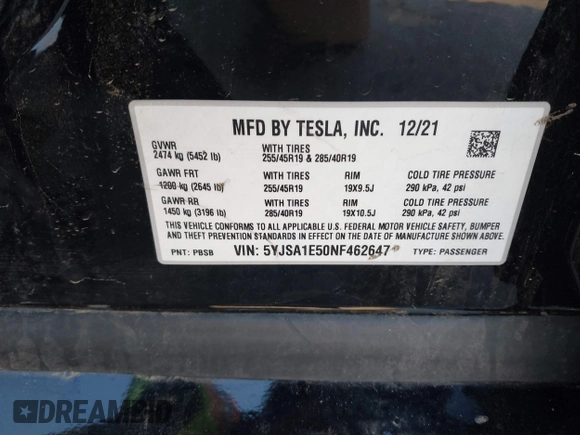 MFD BY TESLA, INC. 12/21
GVWR
2474 kg (5452 lb)
WITH TIRES
255/45R19 & 285/40R19
GAWR FRT
1200 kg (2645 lb)
WITH TIRES
255/45R19
RIM
19X9.5J
COLD TIRE PRESSURE
290 kPa, 42 psi
GAWR RR
1450 kg (3196 lb)
WITH TIRES
285/40R19
RIM
19X10.5J
COLD TIRE PRESSURE
290 kPa, 42 psi
THIS VEHICLE CONFORMS TO ALL APPLICABLE U.S. FEDERAL MOTOR VEHICLE SAFETY, BUMPER
AND THEFT PREVENTION STANDARDS IN EFFECT ON THE DATE OF MANUFACTURE SHOWN ABOVE.
PNT: PBSB VIN: 5YJSA1E50NF462647 TYPE: PASSENGER
DREAMBID